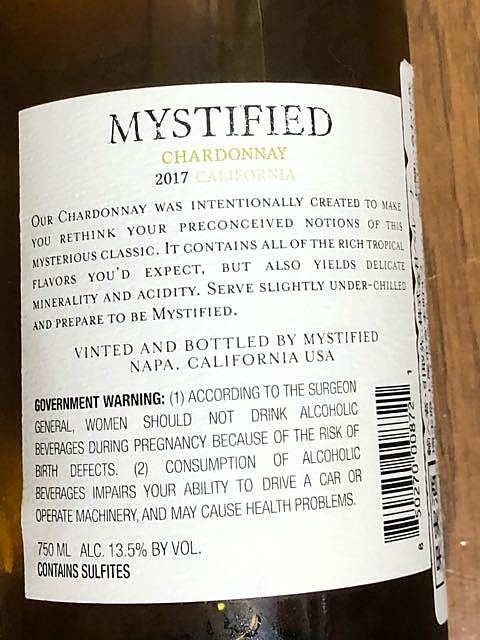 MYSTIFIED
CHARDONNAY
2017 CALIFORNIA
OUR CHARDONNAY WAS INTENTIONALLY CREATED TO MAKE
YOU RETHINK YOUR PRECONCEIVED NOTIONS OF THIS
MYSTERIOUS CLASSIC. IT CONTAINS ALL OF THE RICH TROPICAL
FLAVORS YOU'D EXPECT, BUT ALSO YIELDS DELICATE
MINERALITY AND ACIDITY. SERVE SLIGHTLY UNDER-CHILLED
AND PREPARE TO BE MYSTIFIED.
VINTED AND BOTTLED BY MYSTIFIED
NAPA, CALIFORNIA USA
GOVERNMENT WARNING: (1) ACCORDING TO THE SURGEON
GENERAL, WOMEN SHOULD NOT DRINK ALCOHOLIC
BEVERAGES DURING PREGNANCY BECAUSE OF THE RISK OF
BIRTH DEFECTS. (2) CONSUMPTION OF ALCOHOLIC
BEVERAGES IMPAIRS YOUR ABILITY TO DRIVE A CAR OR
OPERATE MACHINERY, AND MAY CAUSE HEALTH PROBLEMS.
750 ML ALC. 13.5% BY VOL.
CONTAINS SULFITES
8 50270 00872 1